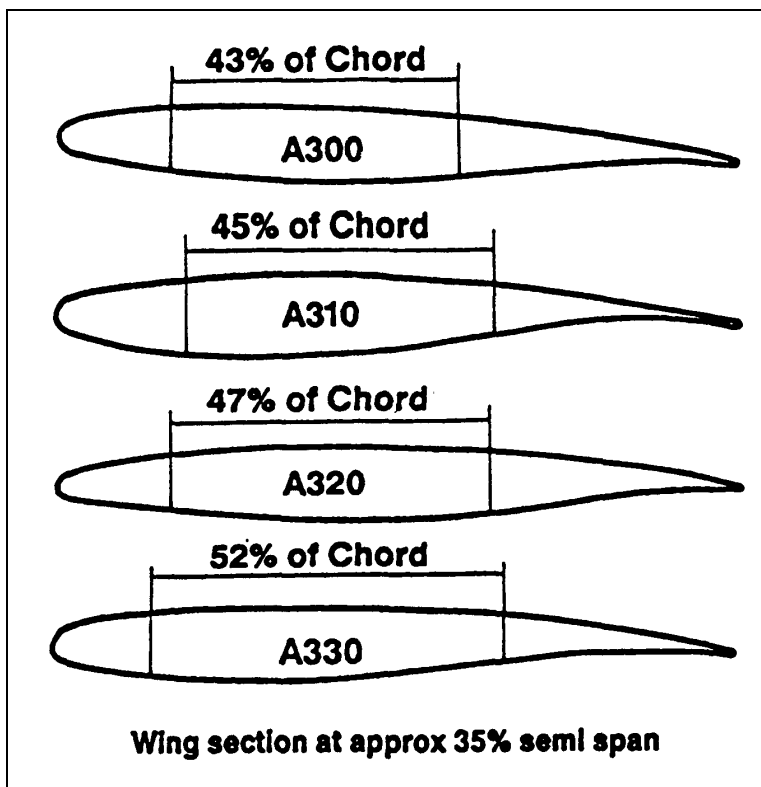 43% of Chord
A300
45% of Chord
A310
47% of Chord
A320
52% of Chord
A330
Wing section at approx 35% semi span